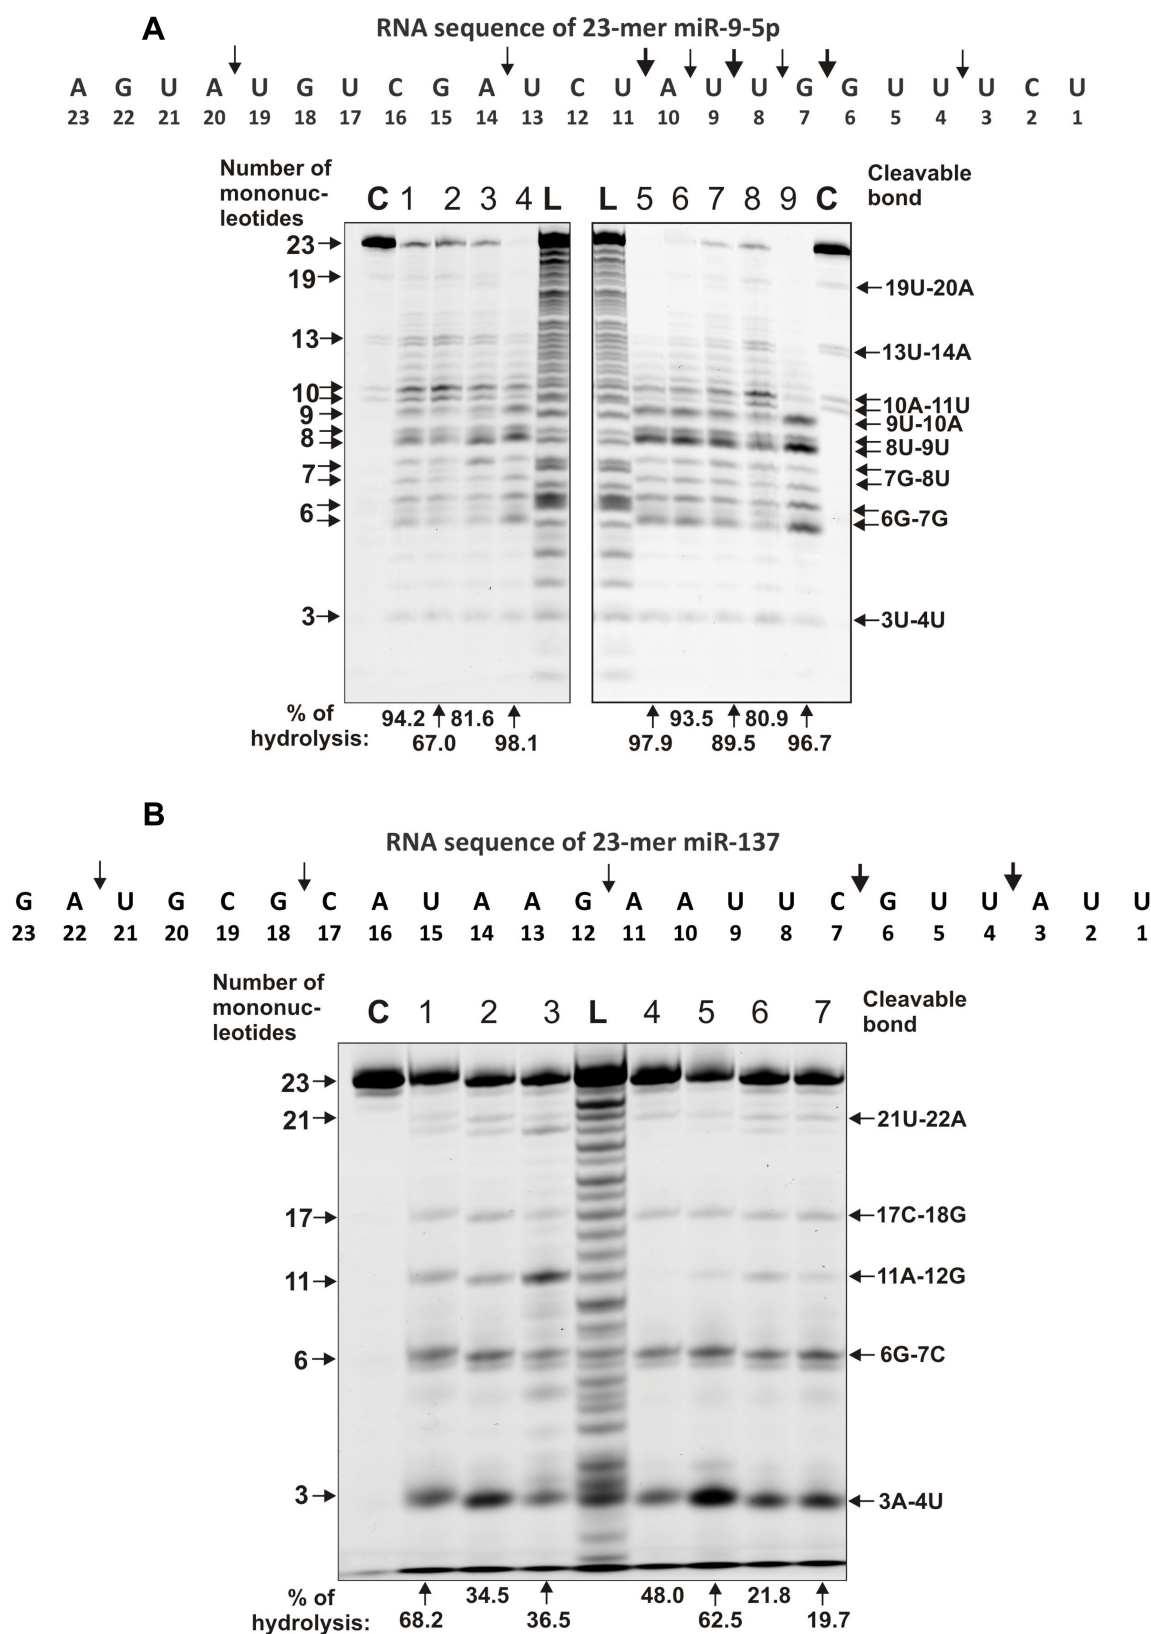 A
RNA sequence of 23-mer miR-9-5p
A G U A U G U C G A U C U A U U G G U U U C U
23 22 21 20 19 18 17 16 15 14 13 12 11 10 9 8 7 6 5 4 3 2 1
Number of
mononuc-
leotides
C 1 2 3 4 L L 5 6 7 8 9 C
Cleavable
bond
23
19
19U-20A
13
13U-14A
10
10A-11U
9
9U-10A
8
8U-9U
7
7G-8U
6
6G-7G
3
3U-4U
% of
hydrolysis:
94.2 81.6 93.5 80.9
67.0 98.1 97.9 89.5 96.7
B
RNA sequence of 23-mer miR-137
G A U G C G C A U A A G A A U U C G U U A U U
23 22 21 20 19 18 17 16 15 14 13 12 11 10 9 8 7 6 5 4 3 2 1
Number of
mononuc-
leotides
C 1 2 3 L 4 5 6 7
Cleavable
bond
23
21
21U-22A
17
17C-18G
11
11A-12G
6
6G-7C
3
3A-4U
% of
hydrolysis:
34.5 48.0 21.8
68.2 36.5 62.5 19.7